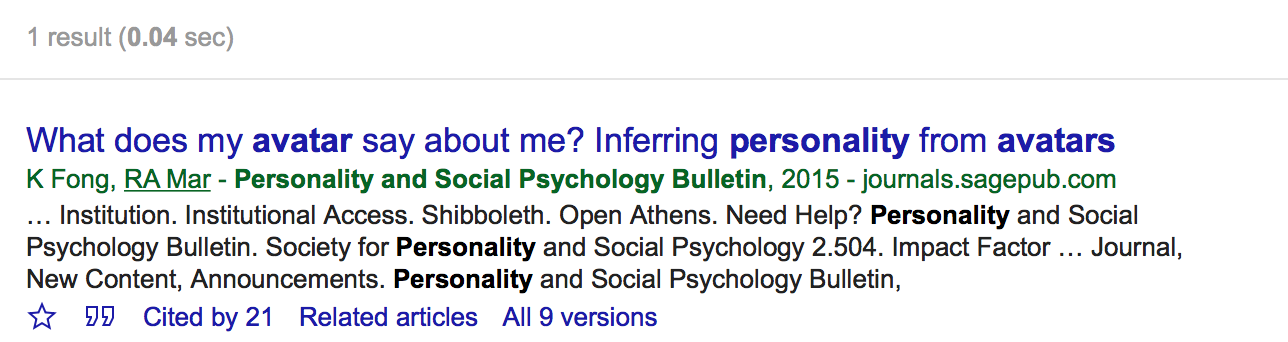 1 result (0.04 sec)
What does my avatar say about me? Inferring personality from avatars
K Fong, RA Mar - Personality and Social Psychology Bulletin, 2015 - journals.sagepub.com
… Institution. Institutional Access. Shibboleth. Open Athens. Need Help? Personality and Social
Psychology Bulletin. Society for Personality and Social Psychology 2.504. Impact Factor … Journal,
New Content, Announcements. Personality and Social Psychology Bulletin,
Cited by 21 Related articles All 9 versions